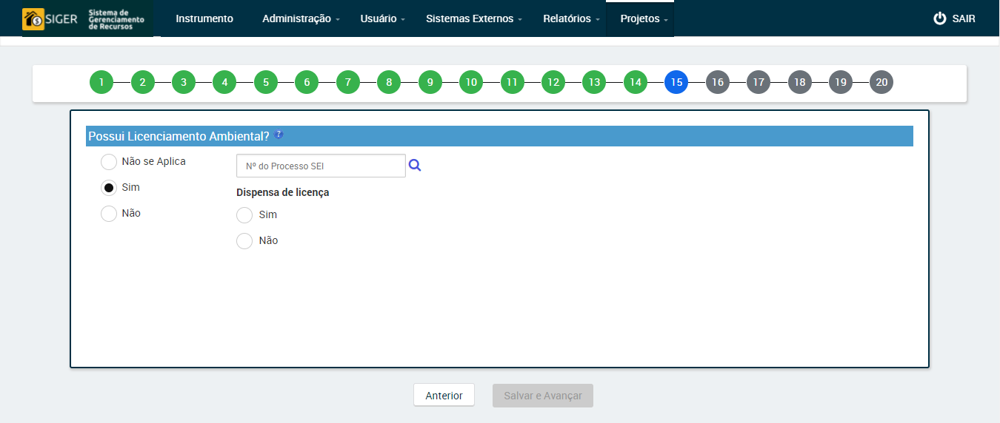 SIGER
Sistema de
Gerenciamento
de Recursos
Instrumento
Administração
Usuário
Sistemas Externos
Relatórios
Projetos
SAIR
1 2 3 4 5 6 7 8 9 10 11 12 13 14 15 16 17 18 19 20
Possui Licenciamento Ambiental? ?
Não se Aplica
Sim
Não
Nº do Processo SEI
Dispensa de licença
Sim
Não
Anterior
Salvar e Avançar